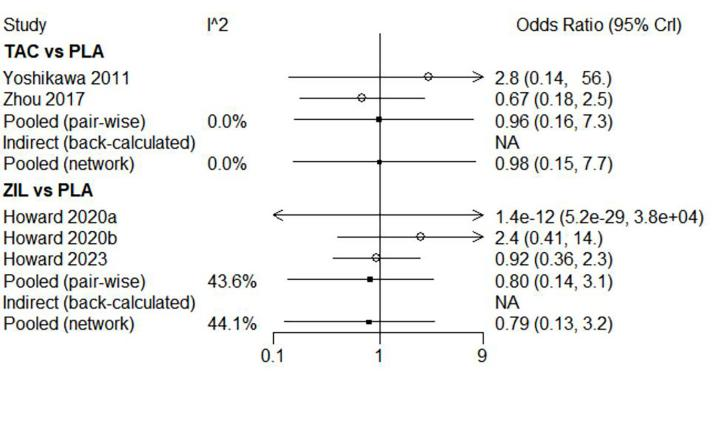 Study I^2 Odds Ratio (95% CrI)
TAC vs PLA
Yoshikawa 2011 2.8 (0.14, 56.)
Zhou 2017 0.67 (0.18, 2.5)
Pooled (pair-wise) 0.0% 0.96 (0.16, 7.3)
Indirect (back-calculated) NA
Pooled (network) 0.0% 0.98 (0.15, 7.7)
ZIL vs PLA
Howard 2020a 1.4e-12 (5.2e-29, 3.8e+04)
Howard 2020b 2.4 (0.41, 14.)
Howard 2023 0.92 (0.36, 2.3)
Pooled (pair-wise) 43.6% 0.80 (0.14, 3.1)
Indirect (back-calculated) NA
Pooled (network) 44.1% 0.79 (0.13, 3.2)
0.1 1 9